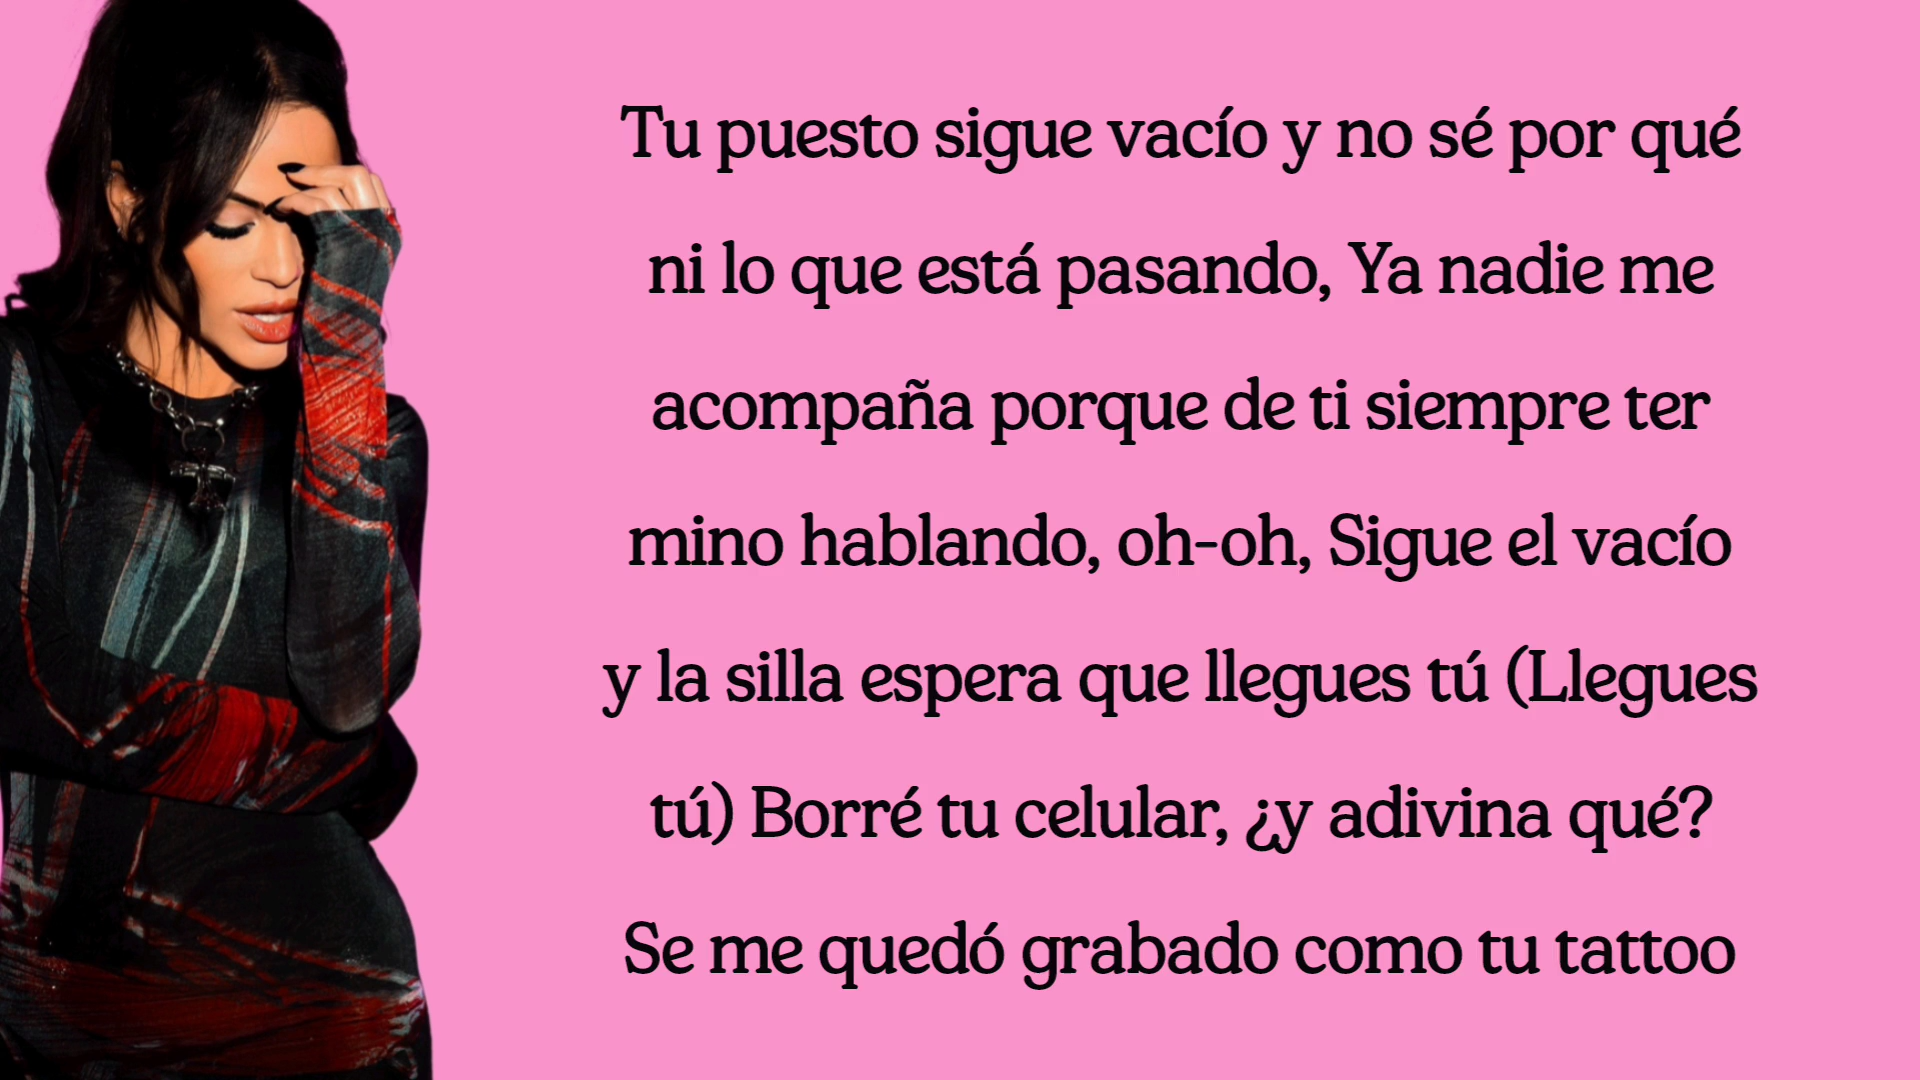 Tu puesto sigue vacío y no sé por qué
ni lo que está pasando, Ya nadie me
acompaña porque de ti siempre ter
mino hablando, oh-oh, Sigue el vacío
y la silla espera que llegues tú (Llegues
tú) Borré tu celular, ¿y adivina qué?
Se me quedó grabado como tu tattoo